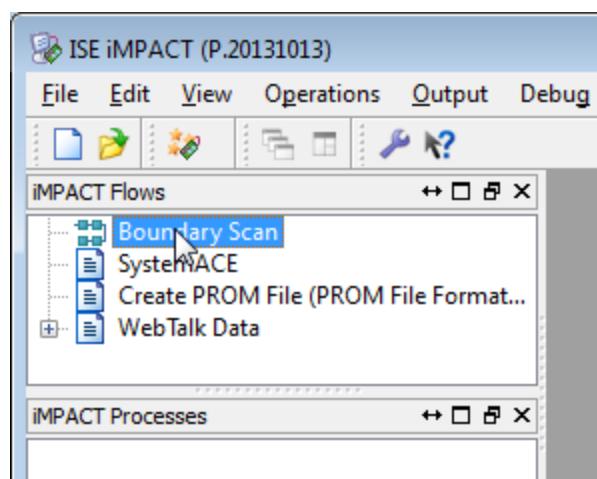 ISE iMPACT (P.20131013)
File Edit View Operations Output Debug
iMPACT Flows
Boundary Scan
SystemACE
Create PROM File (PROM File Format...
WebTalk Data
iMPACT Processes